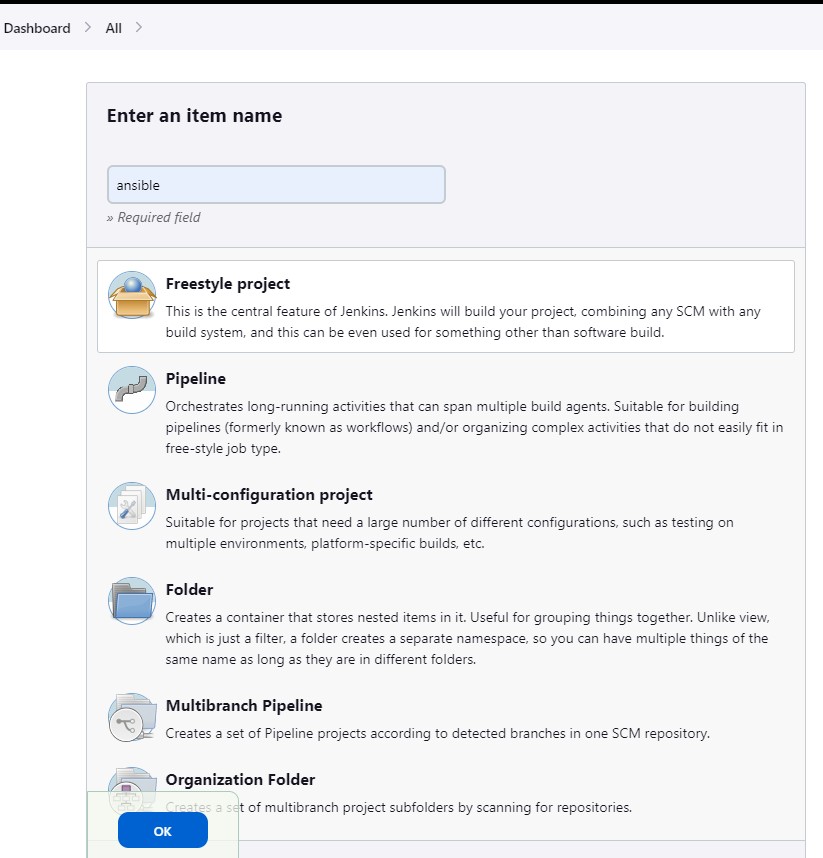 Dashboard > All >
Enter an item name
ansible
» Required field
Freestyle project
This is the central feature of Jenkins. Jenkins will build your project, combining any SCM with any
build system, and this can be even used for something other than software build.
Pipeline
Orchestrates long-running activities that can span multiple build agents. Suitable for building
pipelines (formerly known as workflows) and/or organizing complex activities that do not easily fit in
free-style job type.
Multi-configuration project
Suitable for projects that need a large number of different configurations, such as testing on
multiple environments, platform-specific builds, etc.
Folder
Creates a container that stores nested items in it. Useful for grouping things together. Unlike view,
which is just a filter, a folder creates a separate namespace, so you can have multiple things of the
same name as long as they are in different folders.
Multibranch Pipeline
Creates a set of Pipeline projects according to detected branches in one SCM repository.
Organization Folder
Creates a set of multibranch project subfolders by scanning for repositories.
OK